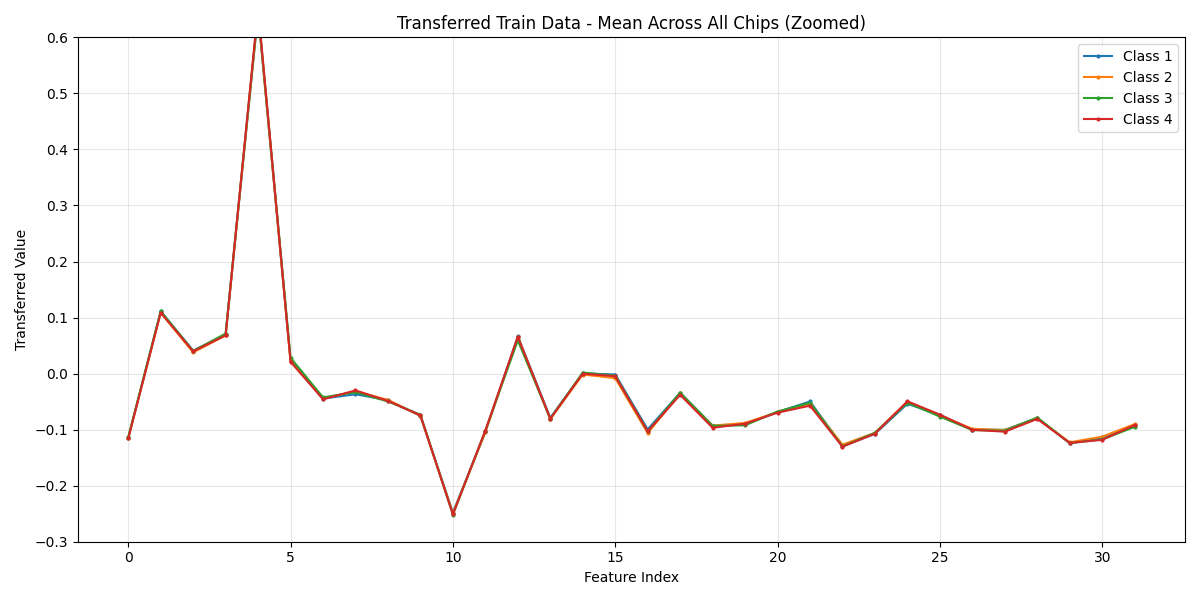 Transferred Train Data - Mean Across All Chips (Zoomed)
Transferred Value
0.6
0.5
0.4
0.3
0.2
0.1
0.0
−0.1
−0.2
−0.3
Class 1
Class 2
Class 3
Class 4
0 5 10 15 20 25 30
Feature Index